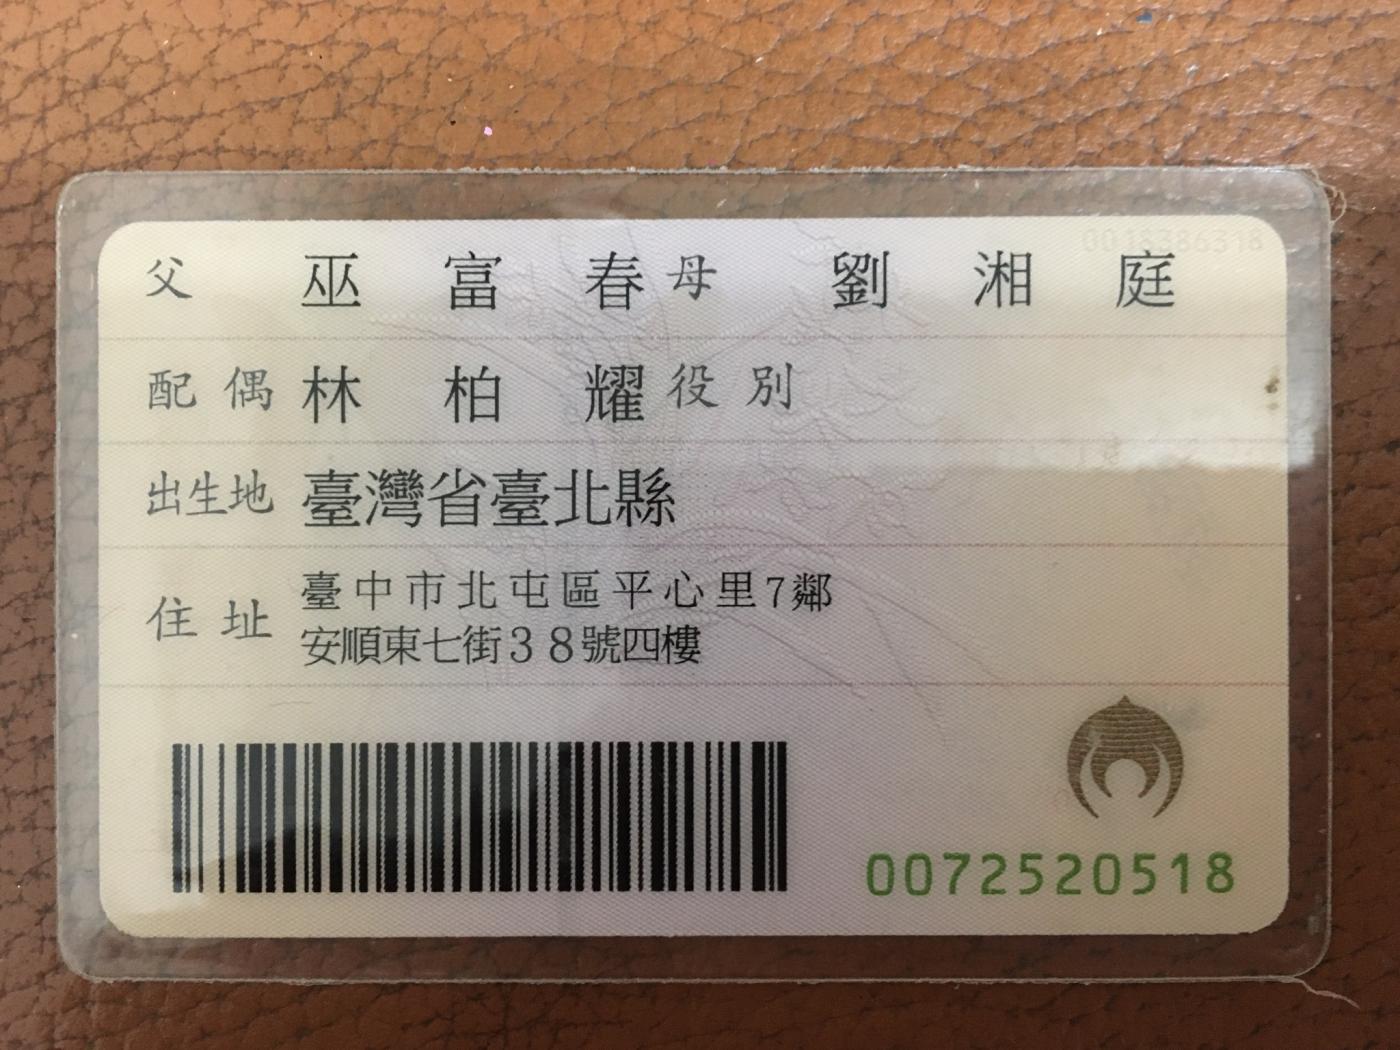 父 巫富春 母 劉湘庭
配偶 林柏耀 役別
出生地 臺灣省臺北縣
住址 臺中市北屯區平心里7鄰
安順東七街38號四樓
0072520518